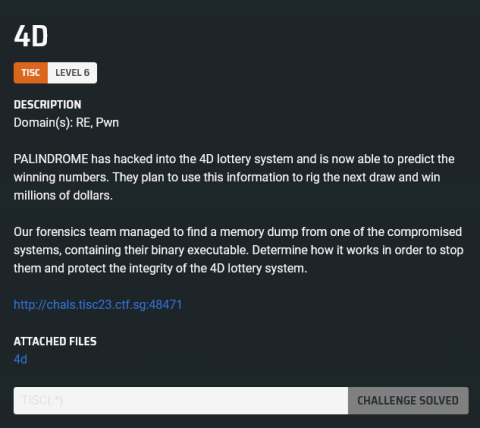 4D
TISC LEVEL 6
DESCRIPTION
Domain(s): RE, Pwn
PALINDROME has hacked into the 4D lottery system and is now able to predict the
winning numbers. They plan to use this information to rig the next draw and win
millions of dollars.
Our forensics team managed to find a memory dump from one of the compromised
systems, containing their binary executable. Determine how it works in order to stop
them and protect the integrity of the 4D lottery system.
http://chals.tisc23.ctf.sg:48471
ATTACHED FILES
4d
TISC{.*} CHALLENGE SOLVED